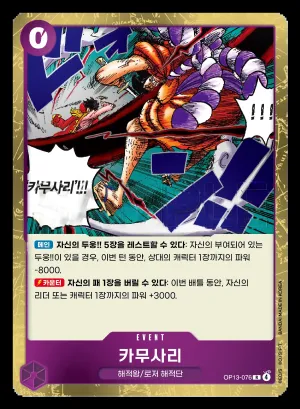 0
카무사리!!!
!!!
메인 자신의 두웅!! 5장을 레스트할 수 있다: 자신의 부여되어 있는
두웅!!이 있을 경우, 이번 턴 동안, 상대의 캐릭터 1장까지의 파워
-8000.
카운터 자신의 패 1장을 버릴 수 있다: 이번 배틀 동안, 자신의
리더 또는 캐릭터 1장까지의 파워 +3000.
EVENT
카무사리
해적왕/로저 해적단
OP13-076 R